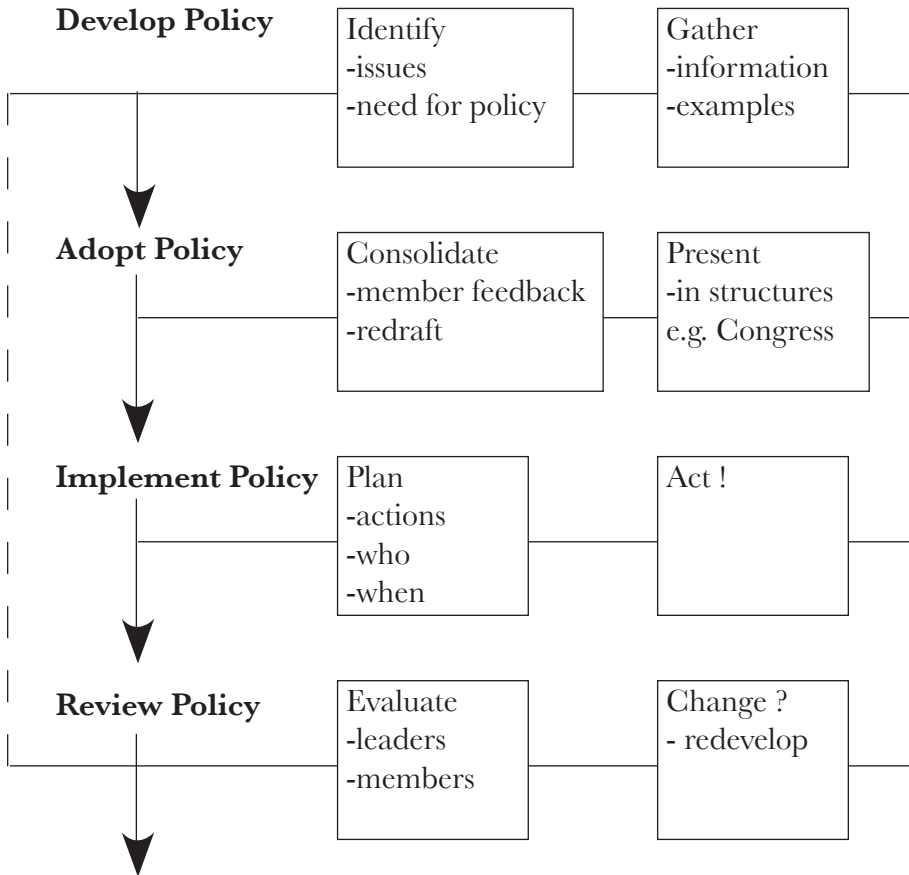 Develop Policy
Identify
-issues
-need for policy
Gather
-information
-examples
Adopt Policy
Consolidate
-member feedback
-redraft
Present
-in structures
e.g. Congress
Implement Policy
Plan
-actions
-who
-when
Act !
Review Policy
Evaluate
-leaders
-members
Change ?
- redevelop